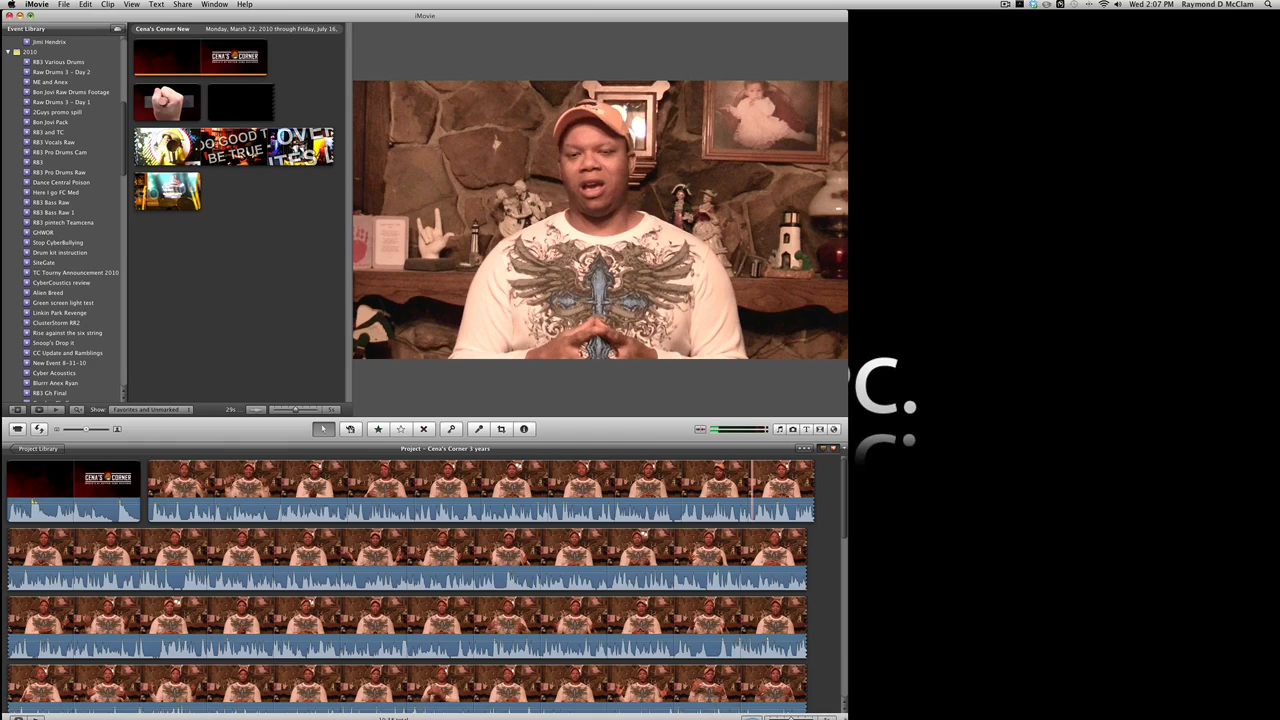 iMovie File Edit Clip View Text Share Window Help
Wed 2:07 PM Raymond D McClam
iMovie
Event Library
Cena's Corner New Monday, March 22, 2010 through Friday, July 16,
Jimi Hendrix
2010
RB3 Various Drums
Raw Drums 3 - Day 2
ME and Anex
Bon Jovi Raw Drums Footage
Raw Drums 3 - Day 1
2Guys promo spill
Bon Jovi Pack
RB3 and TC
RB3 Vocals Raw
RB3 Pro Drums Cam
RB3
RB3 Pro Drums Raw
Dance Central Poison
Here I go FC Med
RB3 Bass Raw
RB3 Bass Raw 1
RB3 pintech Teamcena
GHWOR
Stop CyberBullying
Drum kit instruction
SiteGate
TC Tourny Announcement 2010
CyberCoustics review
Alien Breed
Green screen light test
Linkin Park Revenge
ClusterStorm RR2
Rise against the six string
Snoop's Drop it
CC Update and Ramblings
New Event 8-31-10
Cyber Acoustics
Blurrr Anex Ryan
RB3 Gh Final
CENA'S CORNER
DO GOOD T
BE TRUE
OVE
ITES
C.
Show: Favorites and Unmarked
29s
5s
Project Library
Project - Cena's Corner 3 years
CENA'S CORNER